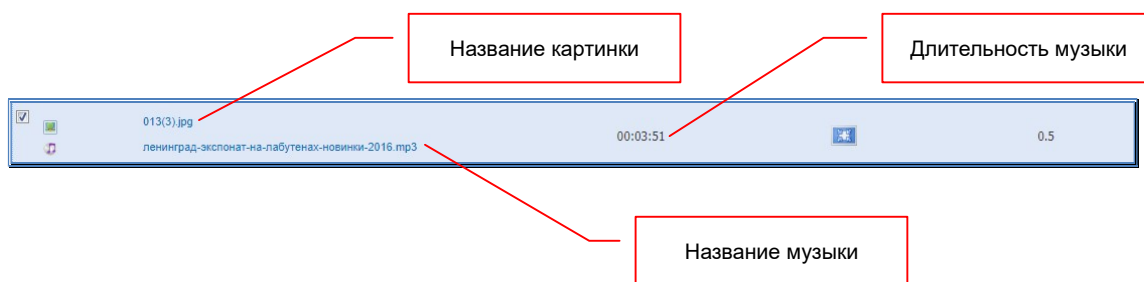 Название картинки
Длительность музыки
013(3).jpg
00:03:51
0.5
ленинград-экспонат-на-лабутенах-новинки-2016.mp3
Название музыки